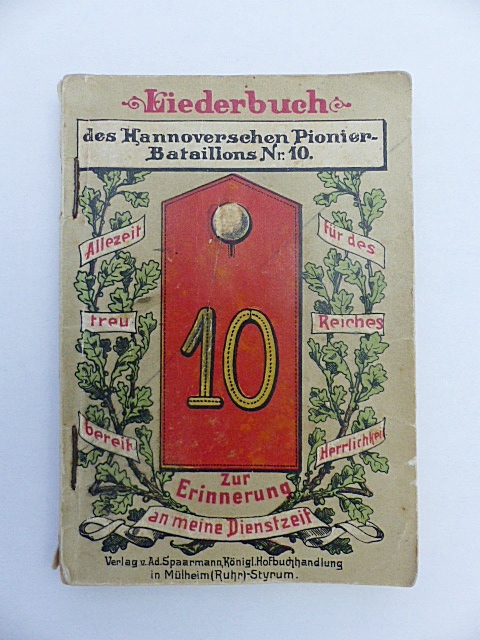 Liederbuch
des Hannoverschen Pionier-
Bataillons Nr. 10.
Allezeit
treu
bereit
für des
Reiches
Herrlichkeit
10
Zur
Erinnerung
an meine Dienstzeit
Verlag v. Ad. Spaarmann, Königl. Hofbuchhandlung
in Mülheim (Ruhr)-Styrum.